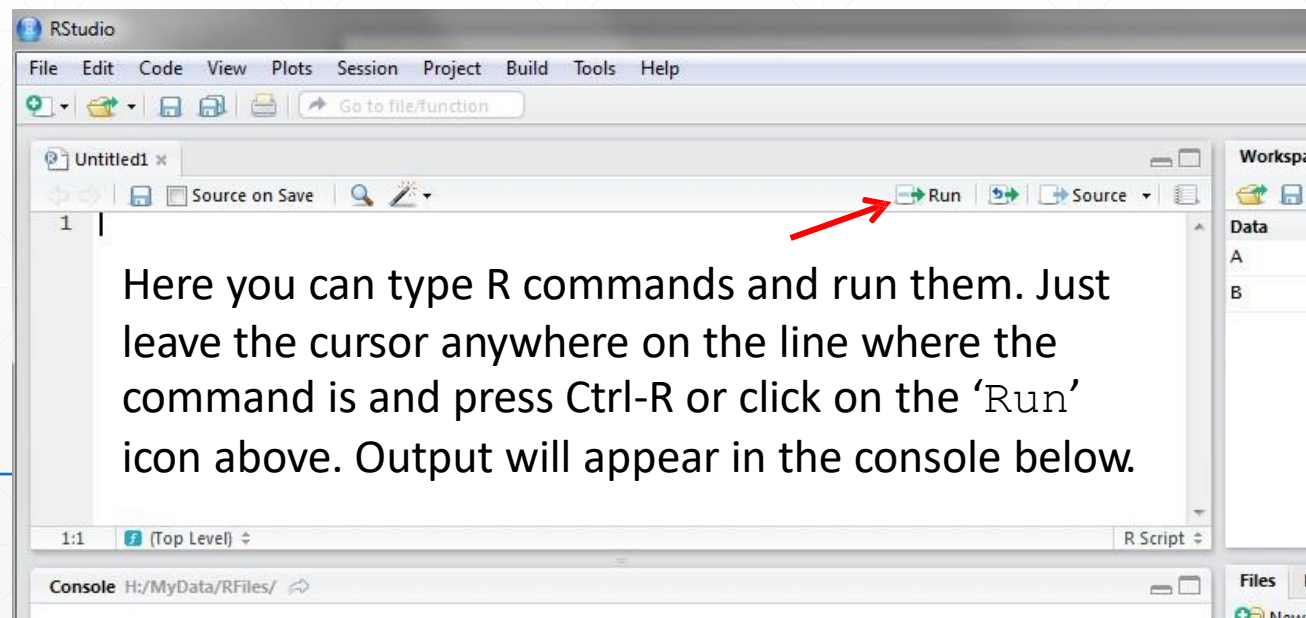 RStudio
File Edit Code View Plots Session Project Build Tools Help
Go to file/function
Untitled1 ×
Source on Save
Run
Source
Workspa
1
Data
A
B
Here you can type R commands and run them. Just
leave the cursor anywhere on the line where the
command is and press Ctrl-R or click on the ‘Run’
icon above. Output will appear in the console below.
1:1 (Top Level) R Script
Console H:/MyData/RFiles/
Files
New